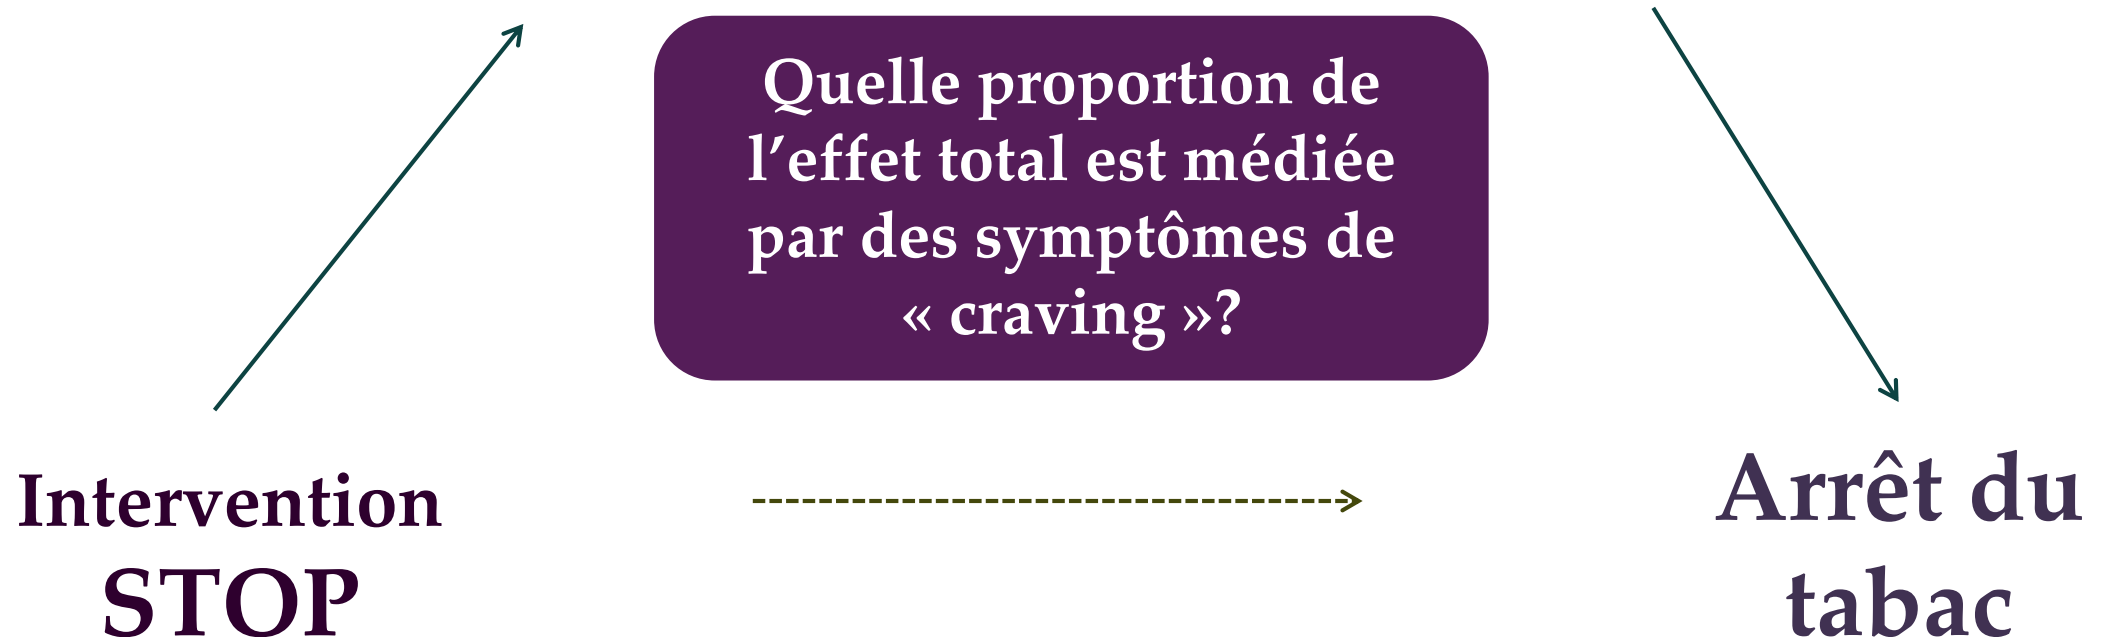 Quelle proportion de
l’effet total est médiée
par des symptômes de
« craving »?
Intervention
STOP
Arrêt du
tabac